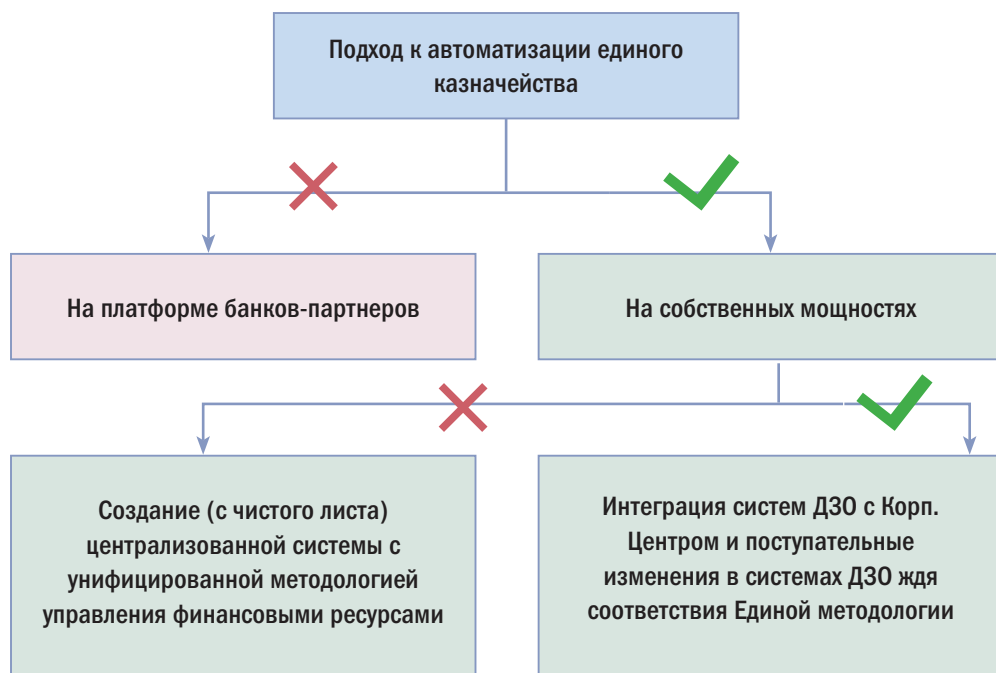 Подход к автоматизации единого
казначейства
На платформе банков-партнеров
На собственных мощностях
Создание (с чистого листа)
централизованной системы с
унифицированной методологией
управления финансовыми ресурсами
Интеграция систем ДЗО с Корп.
Центром и поступательные
изменения в системах ДЗО ждя
соответствия Единой методологии